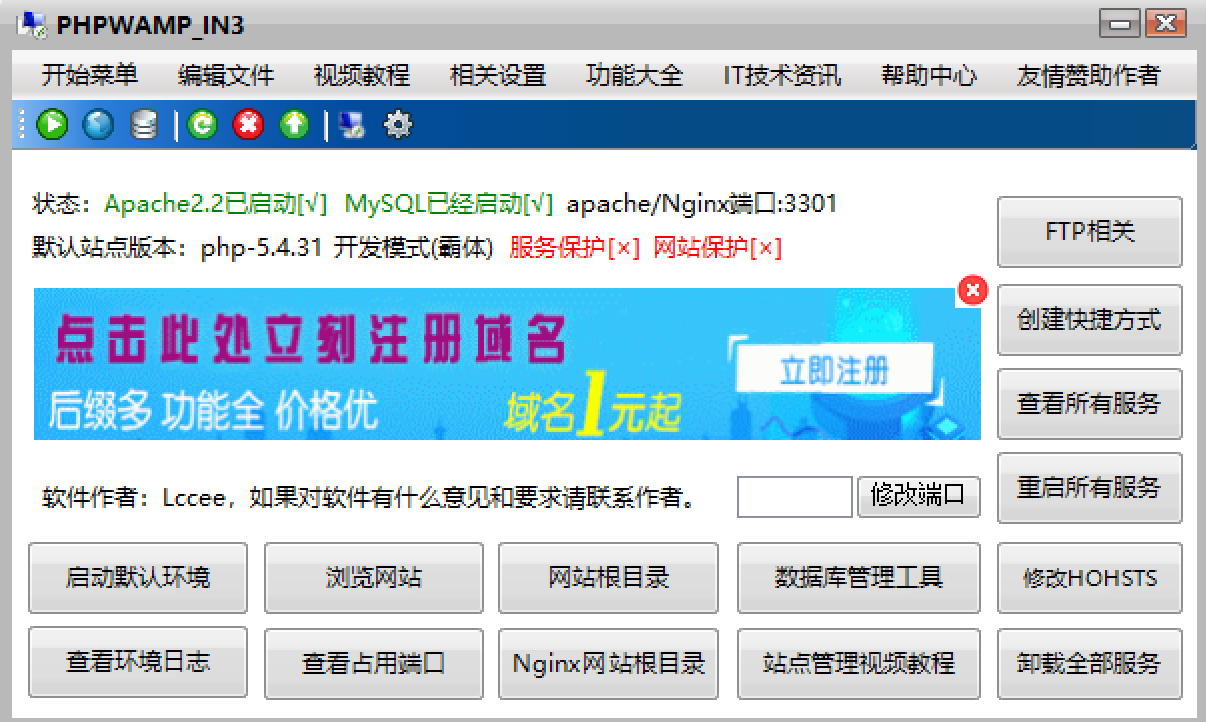 PHPWAMP_IN3
开始菜单 编辑文件 视频教程 相关设置 功能大全 IT技术资讯 帮助中心 友情赞助作者
状态：Apache2.2已启动[√] MySQL已经启动[√] apache/Nginx端口:3301
默认站点版本：php-5.4.31 开发模式(霸体) 服务保护[×] 网站保护[×]
FTP相关
点击此处立刻注册域名
立即注册
后缀多 功能全 价格优 域名1元起
创建快捷方式
查看所有服务
软件作者：Lccee，如果对软件有什么意见和要求请联系作者。 修改端口
重启所有服务
启动默认环境 浏览网站 网站根目录 数据库管理工具 修改HOHSTS
查看环境日志 查看占用端口 Nginx网站根目录 站点管理视频教程 卸载全部服务